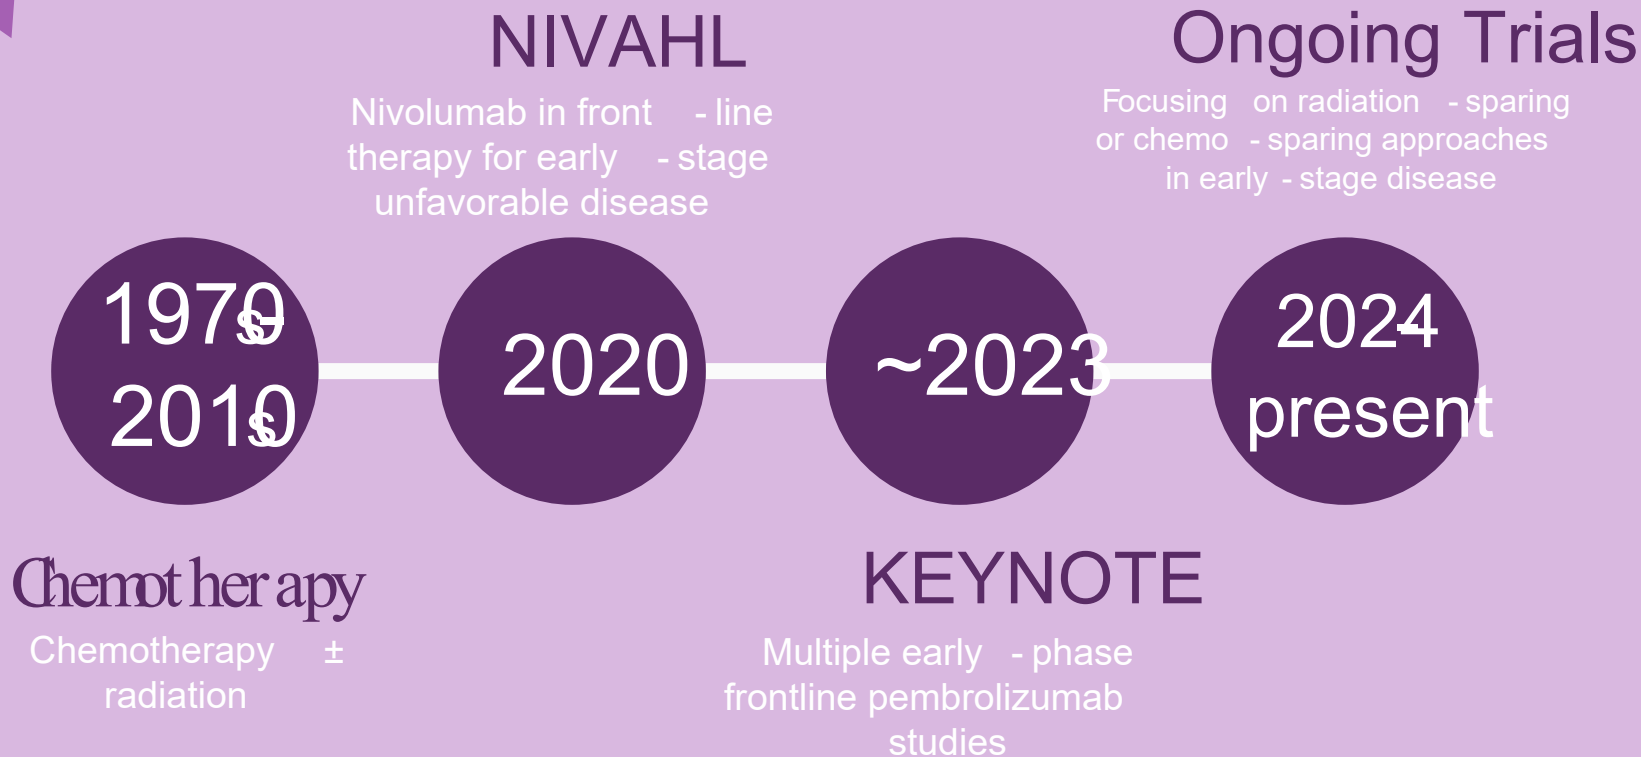 NIVAHL
Nivolumab in front - line
therapy for early - stage
unfavorable disease
Ongoing Trials
Focusing on radiation - sparing
or chemo - sparing approaches
in early - stage disease
1970s-
2010s
2020
~2023
2024-
present
Chemotherapy
Chemotherapy ±
radiation
KEYNOTE
Multiple early - phase
frontline pembrolizumab
studies